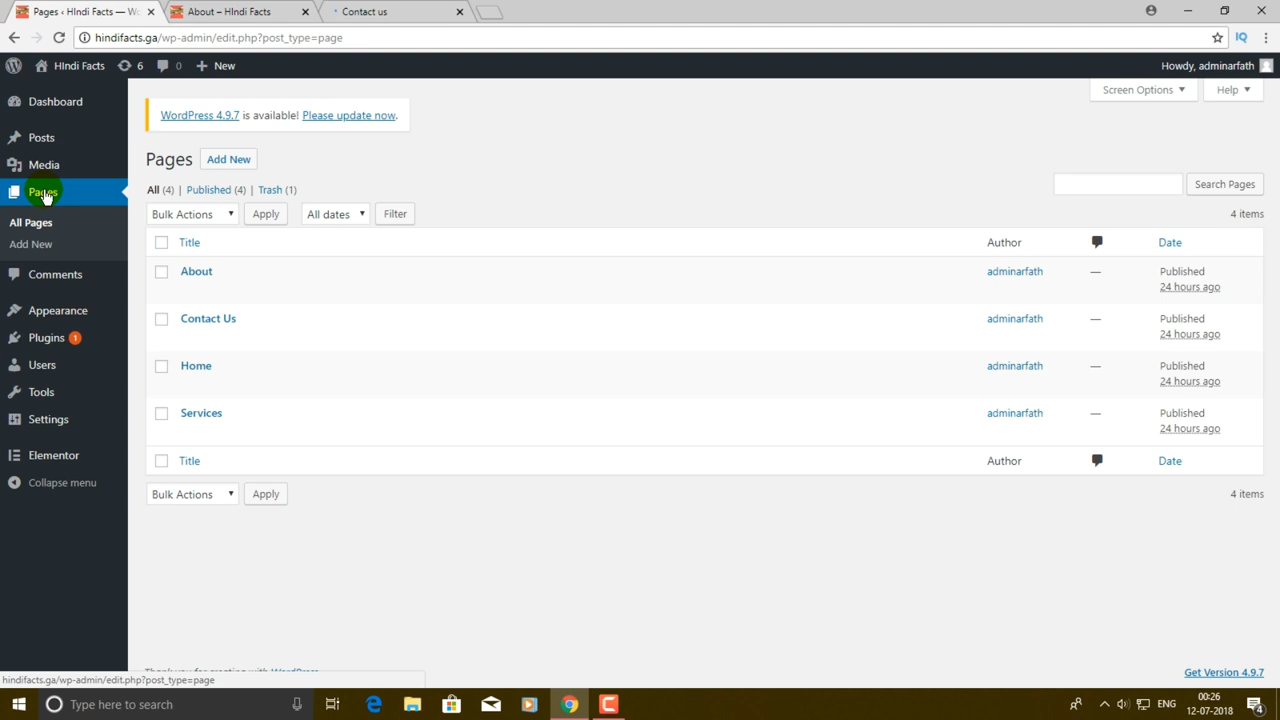 Pages ‹ HIndi Facts — Wo
About – HIndi Facts
Contact us
hindifacts.ga/wp-admin/edit.php?post_type=page
IQ
HIndi Facts
6
0
New
Howdy, adminarfath
Screen Options
Help
Dashboard
Posts
Media
Pages
All Pages
Add New
Comments
Appearance
Plugins 1
Users
Tools
Settings
Elementor
Collapse menu
WordPress 4.9.7 is available! Please update now.
Pages
Add New
All (4) | Published (4) | Trash (1)
Search Pages
Bulk Actions
Apply
All dates
Filter
4 items
Title
Author
Date
About
adminarfath
—
Published
24 hours ago
Contact Us
adminarfath
—
Published
24 hours ago
Home
adminarfath
—
Published
24 hours ago
Services
adminarfath
—
Published
24 hours ago
Title
Author
Date
Bulk Actions
Apply
4 items
Thank you for creating with WordPress.
Get Version 4.9.7
hindifacts.ga/wp-admin/edit.php?post_type=page
Type here to search
ENG
00:26
12-07-2018
4